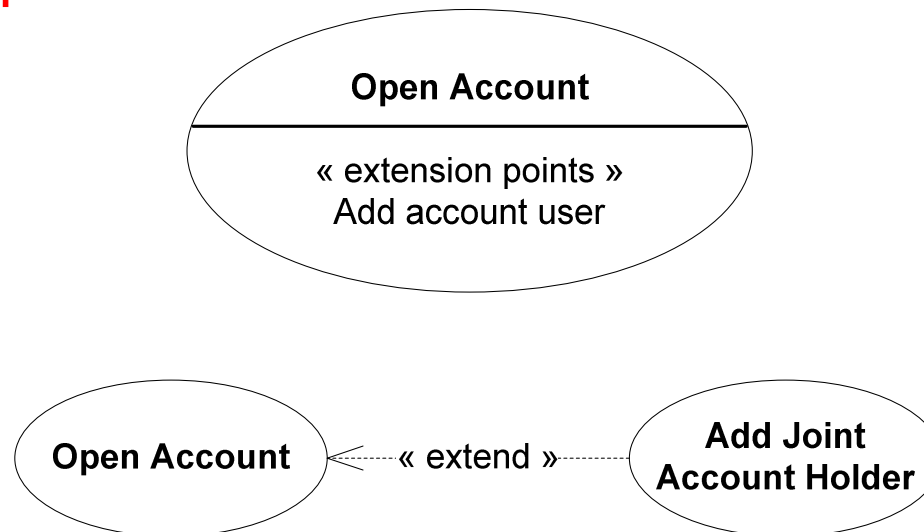 Open Account
« extension points »
Add account user
Open Account
« extend »
Add Joint
Account Holder